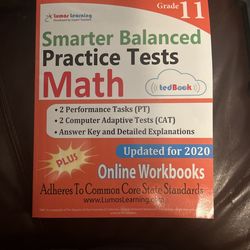 Lumos Learning
Grade 11
Smarter Balanced
Practice Tests
Math
tedBook
• 2 Performance Tasks (PT)
• 2 Computer Adaptive Tests (CAT)
• Answer Key and Detailed Explanations
PLUS
Updated for 2020
Online Workbooks
Adheres To Common Core State Standards
www.LumosLearning.com